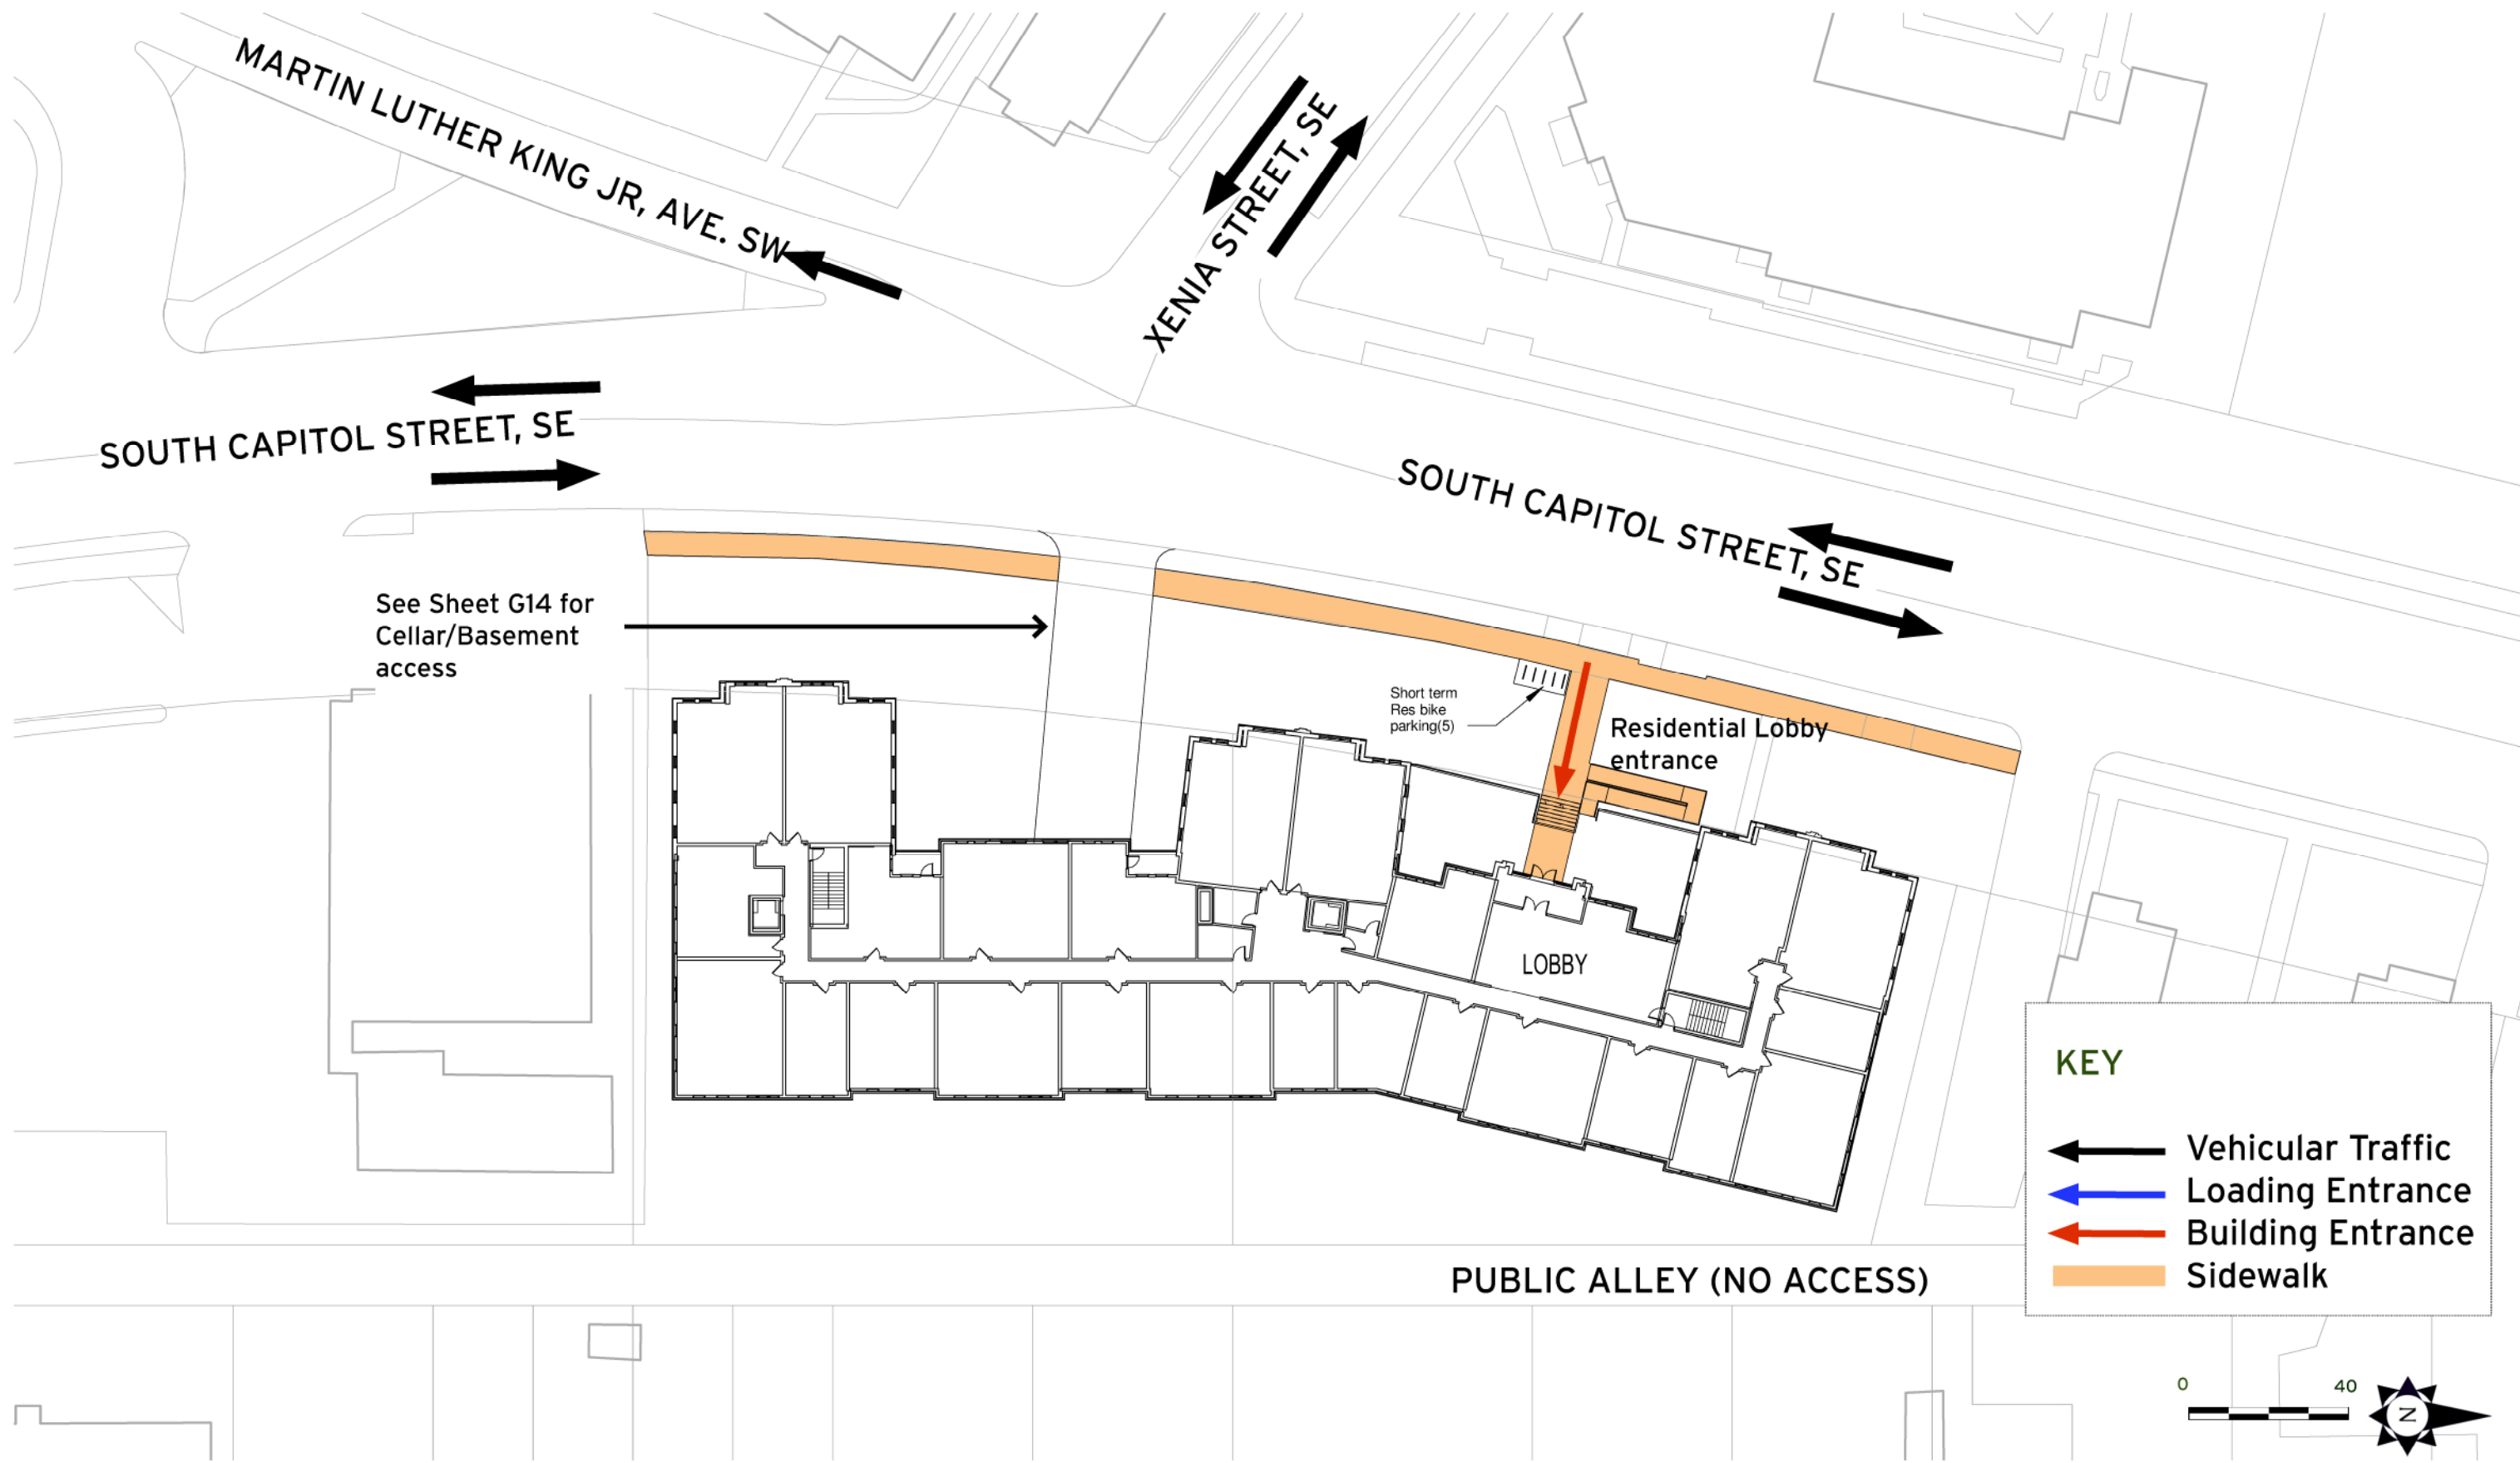 MARTIN LUTHER KING JR, AVE. SW
XENIA STREET, SE
SOUTH CAPITOL STREET, SE
SOUTH CAPITOL STREET, SE
See Sheet G14 for
Cellar/Basement
access
Short term
Res bike
parking(5)
Residential Lobby
entrance
LOBBY
KEY
Vehicular Traffic
Loading Entrance
Building Entrance
Sidewalk
PUBLIC ALLEY (NO ACCESS)
0 40
N